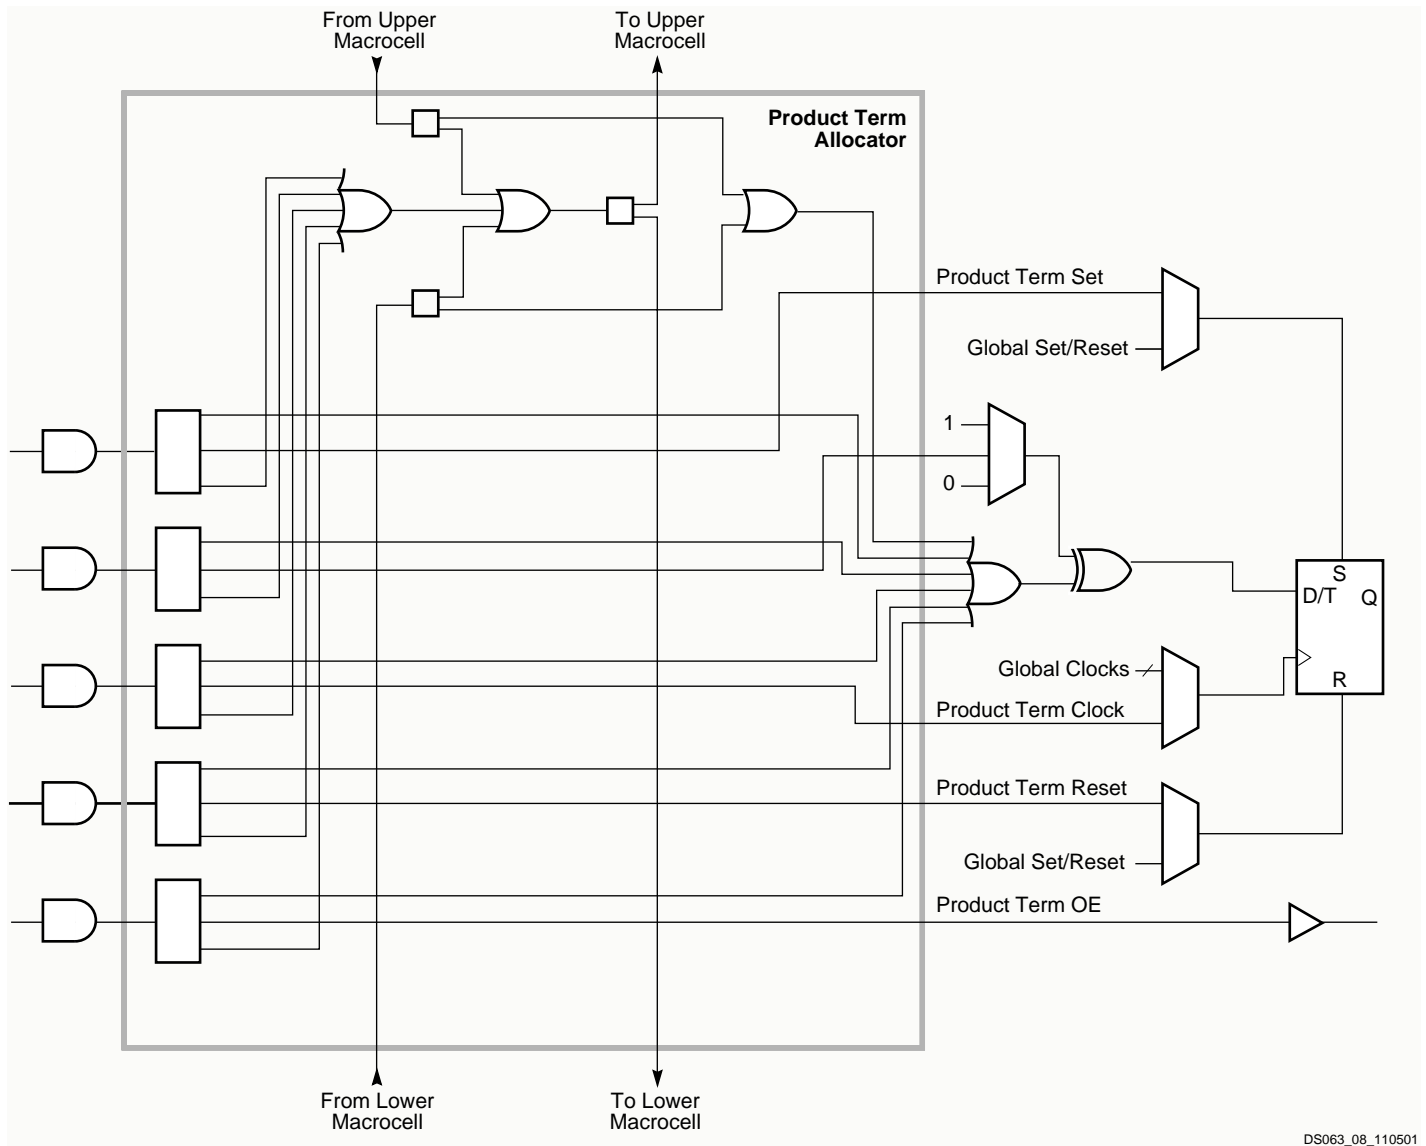 From Upper
Macrocell
To Upper
Macrocell
Product Term
Allocator
Product Term Set
Global Set/Reset
1
0
S
D/T
Q
R
Global Clocks
Product Term Clock
Product Term Reset
Global Set/Reset
Product Term OE
From Lower
Macrocell
To Lower
Macrocell
DS063_08_110501